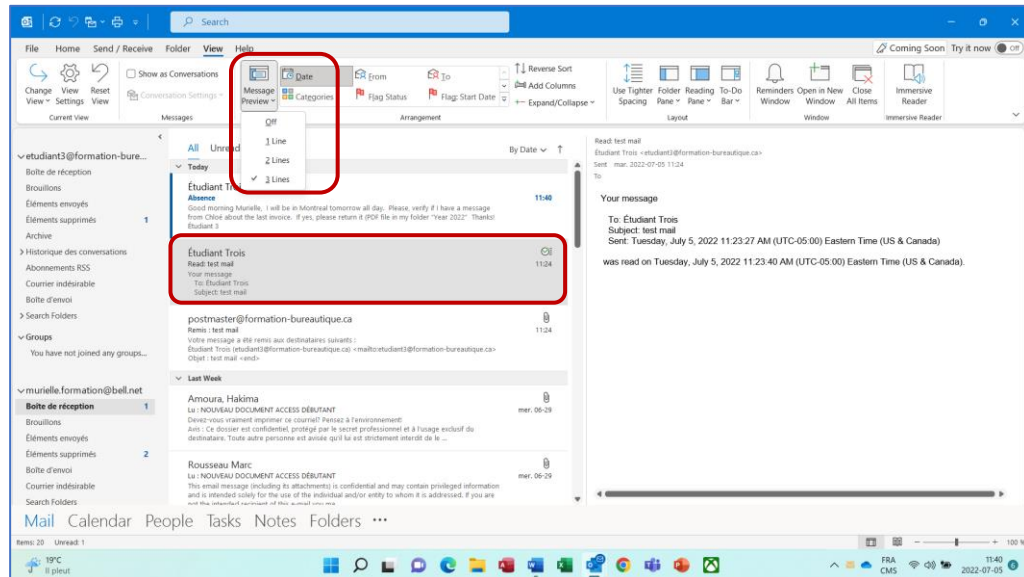 Search
File Home Send / Receive Folder View Help
Coming Soon Try it now Off
Change View
View Settings
Reset View
Current View
Show as Conversations
Conversation Settings
Messages
Message Preview
Date
Categories
From
Flag Status
To
Flag: Start Date
Reverse Sort
Add Columns
Expand/Collapse
Arrangement
Use Tighter Spacing
Folder Pane
Reading Pane
To-Do Bar
Layout
Reminders Window
Open in New Window
Close All Items
Window
Immersive Reader
Immersive Reader
Off
1 Line
2 Lines
3 Lines
etudiant3@formation-bure...
Boîte de réception
Brouillons
Éléments envoyés
Éléments supprimés 1
Archive
Historique des conversations
Abonnements RSS
Courrier indésirable
Boîte d'envoi
Search Folders
Groups
You have not joined any groups...
murielle.formation@bell.net
Boîte de réception 1
Brouillons
Éléments envoyés
Éléments supprimés 2
Boîte d'envoi
Courrier indésirable
Search Folders
All Unread
By Date
Today
Étudiant Trois
Absence 11:40
Good morning Murielle, I will be in Montreal tomorrow all day. Please, verify if I have a message
from Chloé about the last invoice. If yes, please return it (PDF file in my folder "Year 2022" Thanks!
Étudiant 3
Étudiant Trois
Read: test mail 11:24
Your message
To: Étudiant Trois
Subject: test mail
postmaster@formation-bureautique.ca
Remis : test mail 11:24
Votre message a été remis aux destinataires suivants :
Étudiant Trois (etudiant3@formation-bureautique.ca) <mailto:etudiant3@formation-bureautique.ca>
Objet : test mail <end>
Last Week
Amoura, Hakima
Lu : NOUVEAU DOCUMENT ACCESS DÉBUTANT mer. 06-29
Devez-vous vraiment imprimer ce courriel? Pensez à l'environnement!
Avis : Ce dossier est confidentiel, protégé par le secret professionnel et à l'usage exclusif du
destinataire. Toute autre personne est avisée qu'il lui est strictement interdit de le ...
Rousseau Marc
Lu : NOUVEAU DOCUMENT ACCESS DÉBUTANT mer. 06-29
This email message (including its attachments) is confidential and may contain privileged information
and is intended solely for the use of the individual and/or entity to whom it is addressed. If you are
not the intended recipient of this e-mail you
Read: test mail
Étudiant Trois <etudiant3@formation-bureautique.ca>
Sent mar. 2022-07-05 11:24
To
Your message
To: Étudiant Trois
Subject: test mail
Sent: Tuesday, July 5, 2022 11:23:27 AM (UTC-05:00) Eastern Time (US & Canada)
was read on Tuesday, July 5, 2022 11:23:40 AM (UTC-05:00) Eastern Time (US & Canada).
Mail Calendar People Tasks Notes Folders ...
Items: 20 Unread: 1
100 %
19°C
Il pleut
FRA
CMS
11:40
2022-07-05